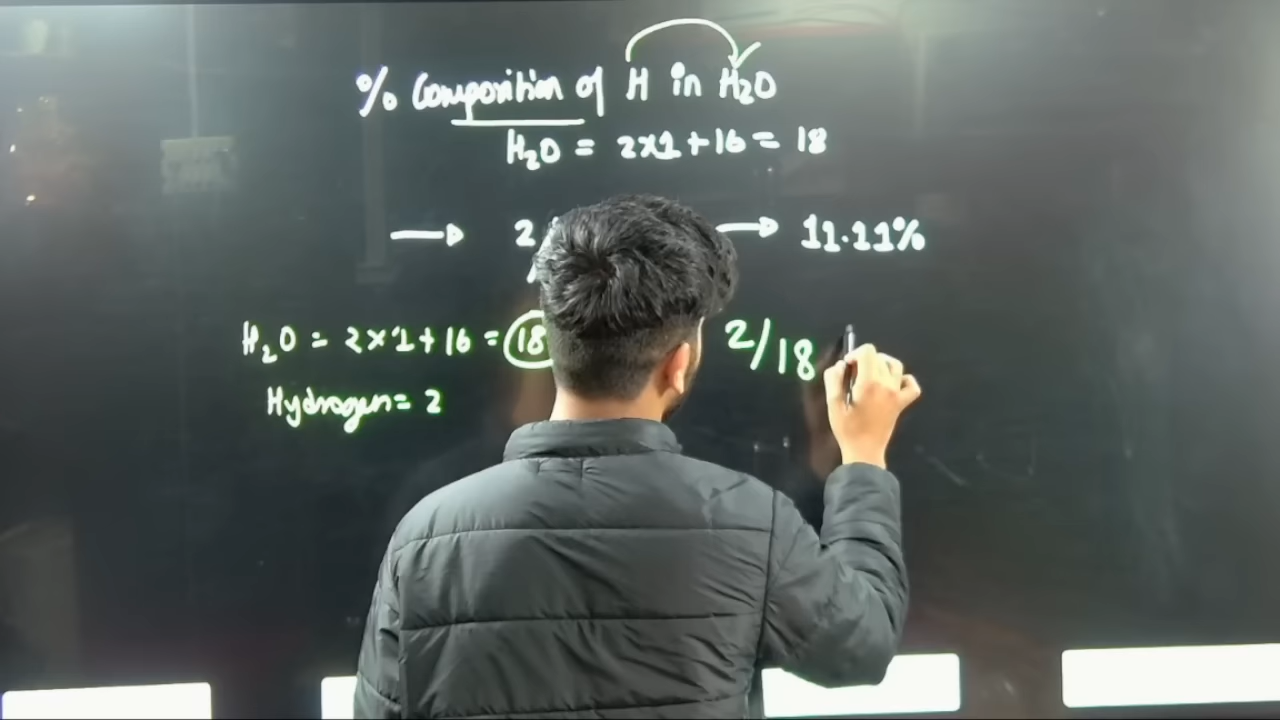 % Composition of H in H₂O
H₂O = 2x1+16 = 18
→ 2 → 11.11%
H₂O = 2x1+16 = 18 2/18
Hydrogen = 2